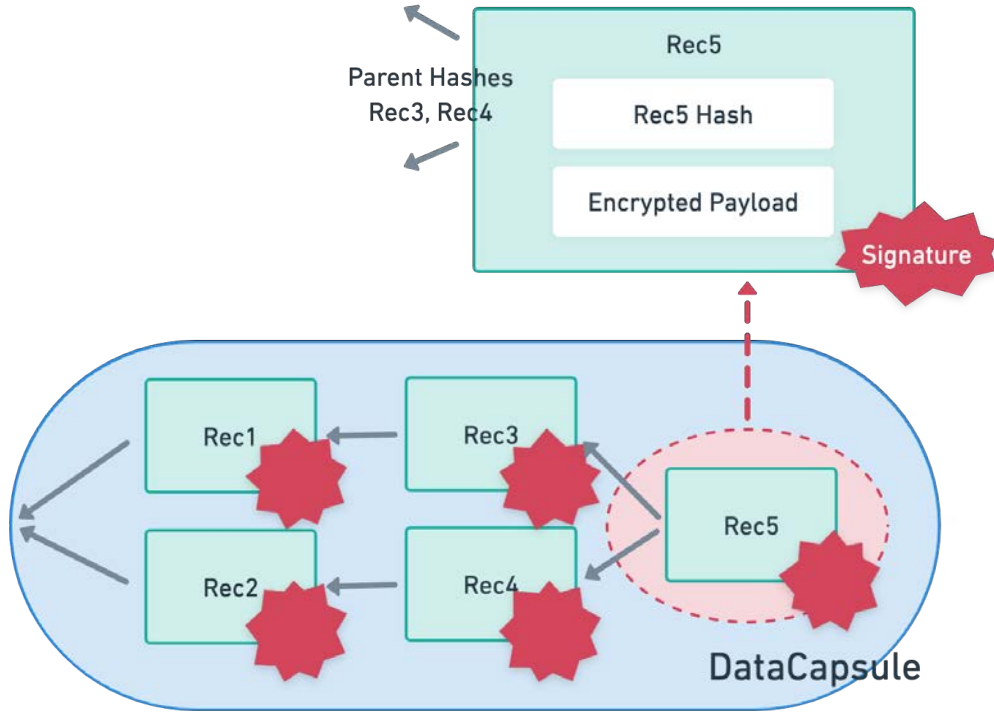 Rec5
Parent Hashes
Rec3, Rec4
Rec5 Hash
Encrypted Payload
Signature
Rec1
Rec3
Rec5
Rec2
Rec4
DataCapsule